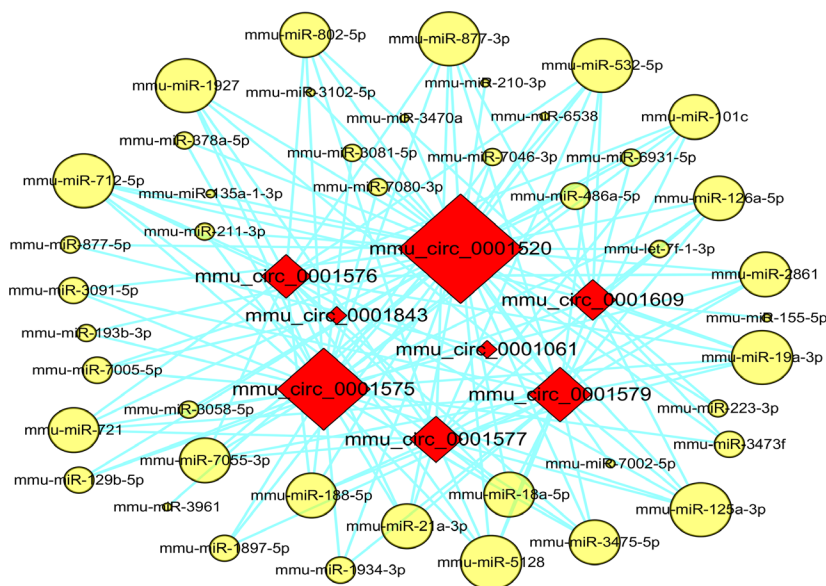 mmu-miR-802-5p
mmu-miR-877-3p
mmu-miR-532-5p
mmu-miR-210-3p
mmu-miR-1927
mmu-miR-3102-5p
mmu-miR-3470a
mmu-miR-6538
mmu-miR-101c
mmu-miR-378a-5p
mmu-miR-3081-5p
mmu-miR-7046-3p
mmu-miR-6931-5p
mmu-miR-712-5p
mmu-miR-135a-1-3p
mmu-miR-7080-3p
mmu-miR-486a-5p
mmu-miR-126a-5p
mmu-miR-211-3p
mmu-miR-877-5p
mmu_circ_0001520
mmu-let-7f-1-3p
mmu_circ_0001576
mmu-miR-2861
mmu-miR-3091-5p
mmu_circ_0001609
mmu_circ_0001843
mmu-miR-155-5p
mmu-miR-193b-3p
mmu_circ_0001061
mmu-miR-19a-3p
mmu-miR-7005-5p
mmu_circ_0001575
mmu_circ_0001579
mmu-miR-3058-5p
mmu-miR-223-3p
mmu-miR-721
mmu_circ_0001577
mmu-miR-3473f
mmu-miR-7055-3p
mmu-miR-7002-5p
mmu-miR-129b-5p
mmu-miR-188-5p
mmu-miR-18a-5p
mmu-miR-3961
mmu-miR-125a-3p
mmu-miR-21a-3p
mmu-miR-1897-5p
mmu-miR-3475-5p
mmu-miR-5128
mmu-miR-1934-3p